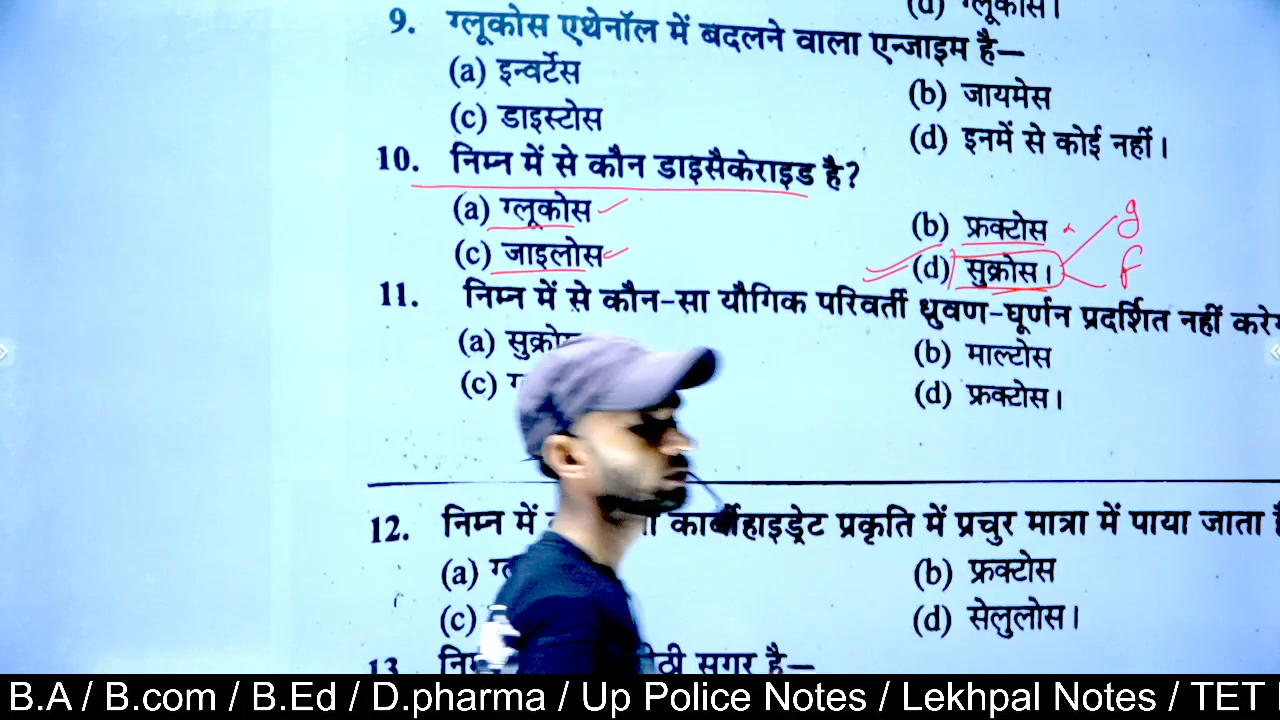 (d) ग्लूकोस।
9. ग्लूकोस एथेनॉल में बदलने वाला एन्जाइम है—
(a) इन्वर्टेस
(b) जायमेस
(c) डाइस्टोस
(d) इनमें से कोई नहीं।
10. निम्न में से कौन डाइसैकेराइड है?
(a) ग्लूकोस
(b) फ्रक्टोस
g
(c) जाइलोस
(d) सुक्रोस।
f
11. निम्न में से कौन-सा यौगिक परिवर्ती ध्रुवण-घूर्णन प्रदर्शित नहीं
(a)
(b) माल्टोस
(c)
(d) फ्रक्टोस।
12. निम्न में कार्बोहाइड्रेट प्रकृति में प्रचुर मात्रा में पाया जाता
(a)
(b) फ्रक्टोस
(c)
(d) सेलुलोस।
13. सुगर है—
B.A / B.com / B.Ed / D.pharma / Up Police Notes / Lekhpal Notes / TET